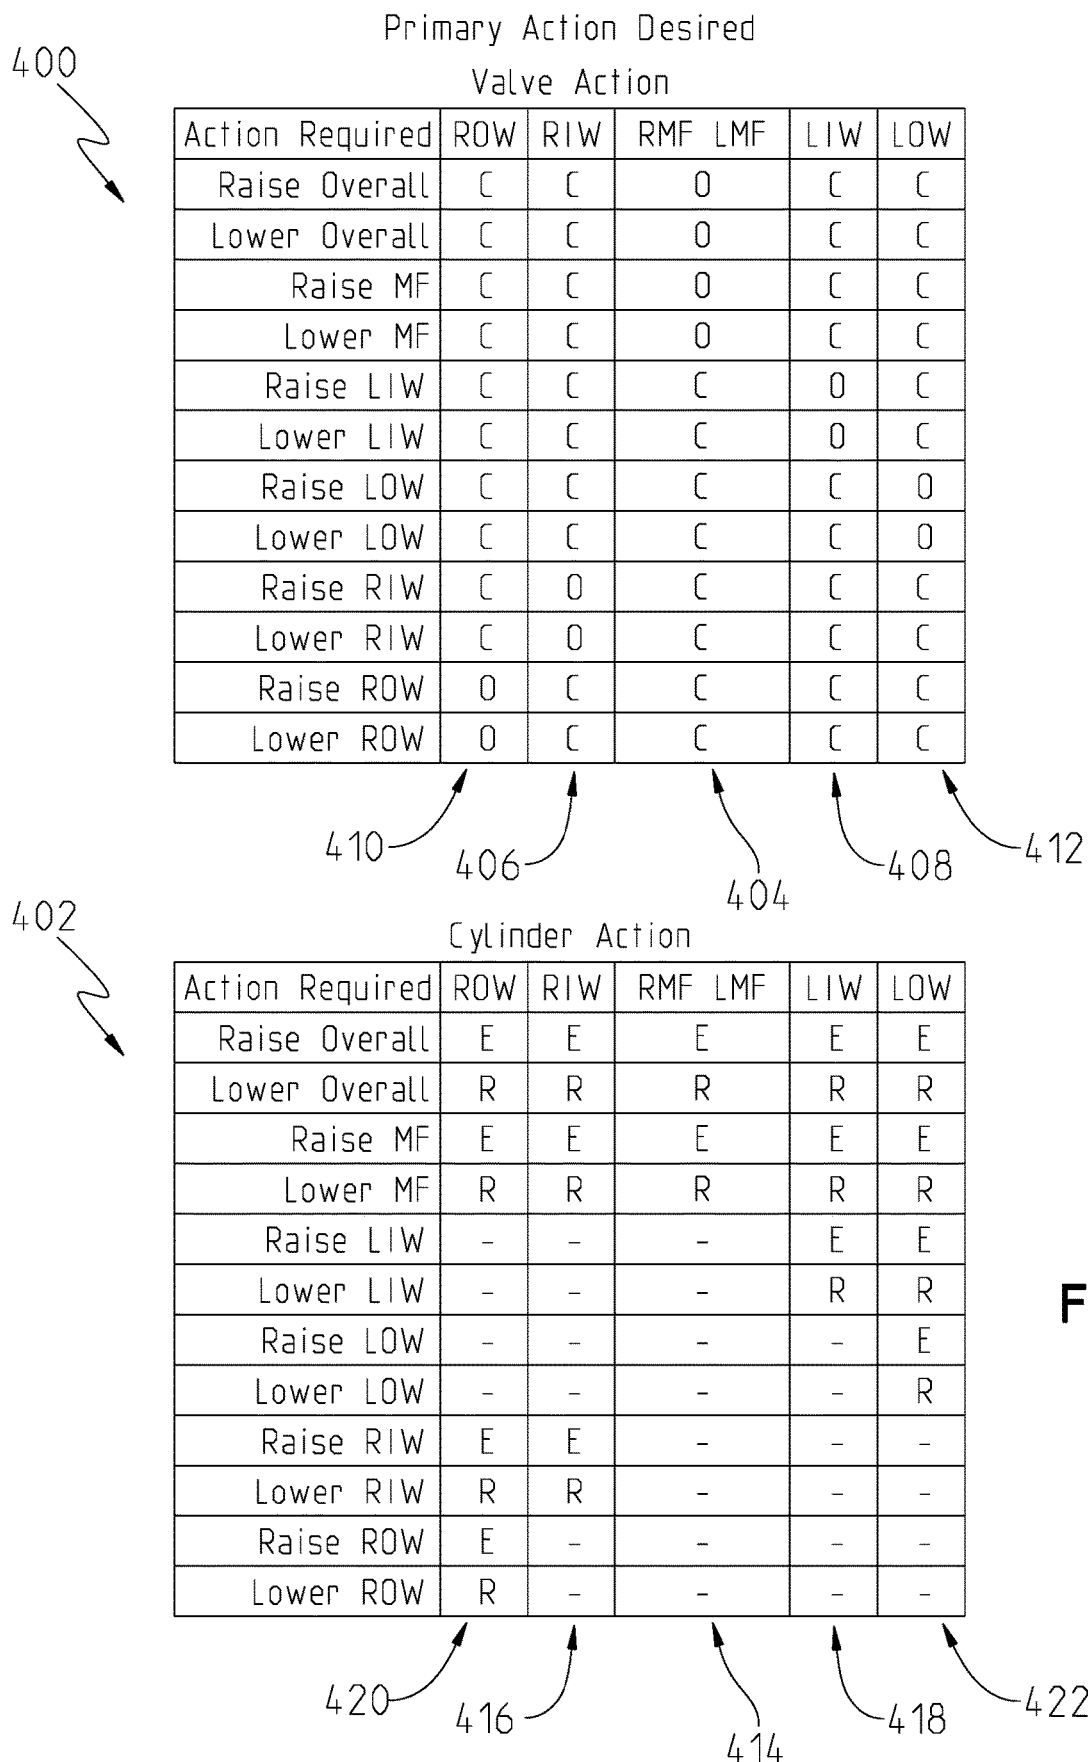 Primary Action Desired
400
Valve Action
Action Required ROW RIW RMF LMF LIW LOW
Raise Overall C C O C C
Lower Overall C C O C C
Raise MF C C O C C
Lower MF C C O C C
Raise LIW C C C O C
Lower LIW C C C O C
Raise LOW C C C C O
Lower LOW C C C C O
Raise RIW C O C C C
Lower RIW C O C C C
Raise ROW O C C C C
Lower ROW O C C C C
410 406 404 408 412
402
Cylinder Action
Action Required ROW RIW RMF LMF LIW LOW
Raise Overall E E E E E
Lower Overall R R R R R
Raise MF E E E E E
Lower MF R R R R R
Raise LIW - - - E E
Lower LIW - - - R R
F
Raise LOW - - - - E
Lower LOW - - - - R
Raise RIW E E - - -
Lower RIW R R - - -
Raise ROW E - - - -
Lower ROW R - - - -
420 416 414 418 422